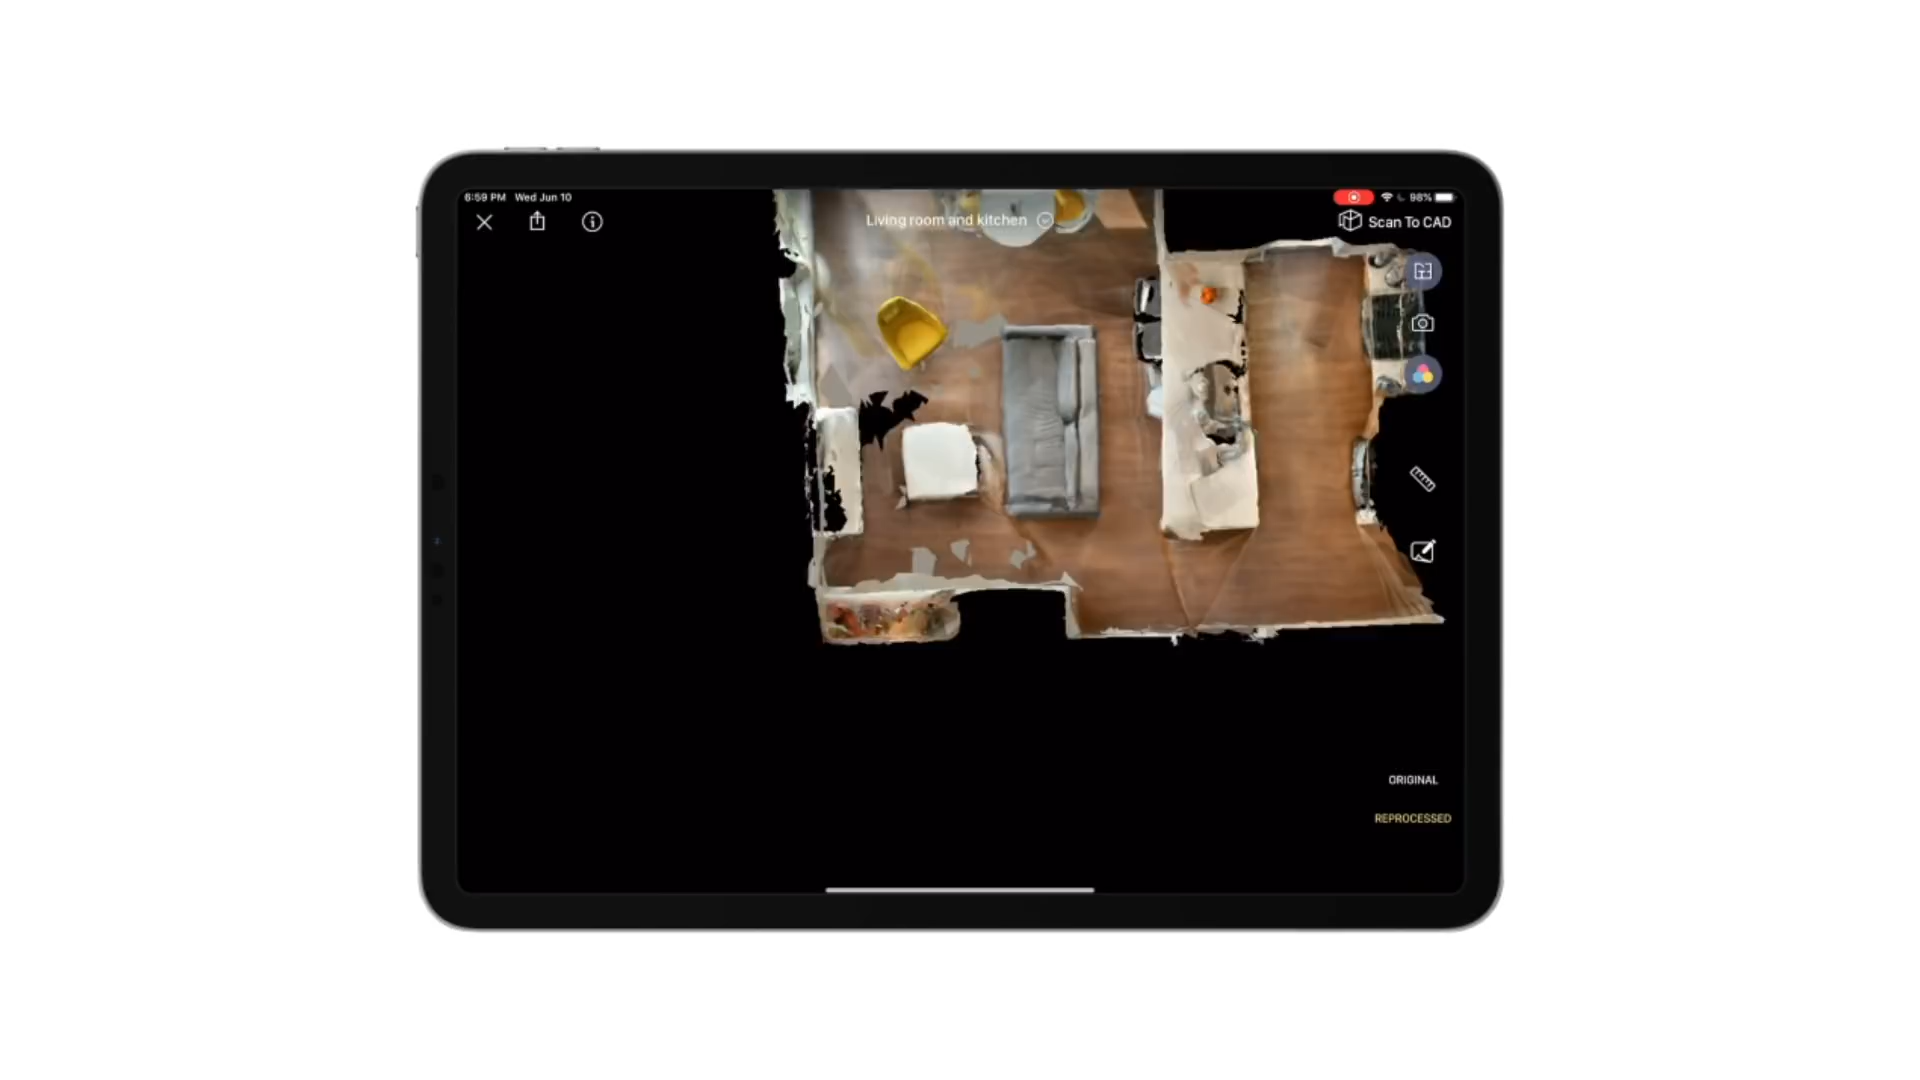 6:59 PM Wed Jun 10
98%
Living room and kitchen
Scan To CAD
ORIGINAL
REPROCESSED